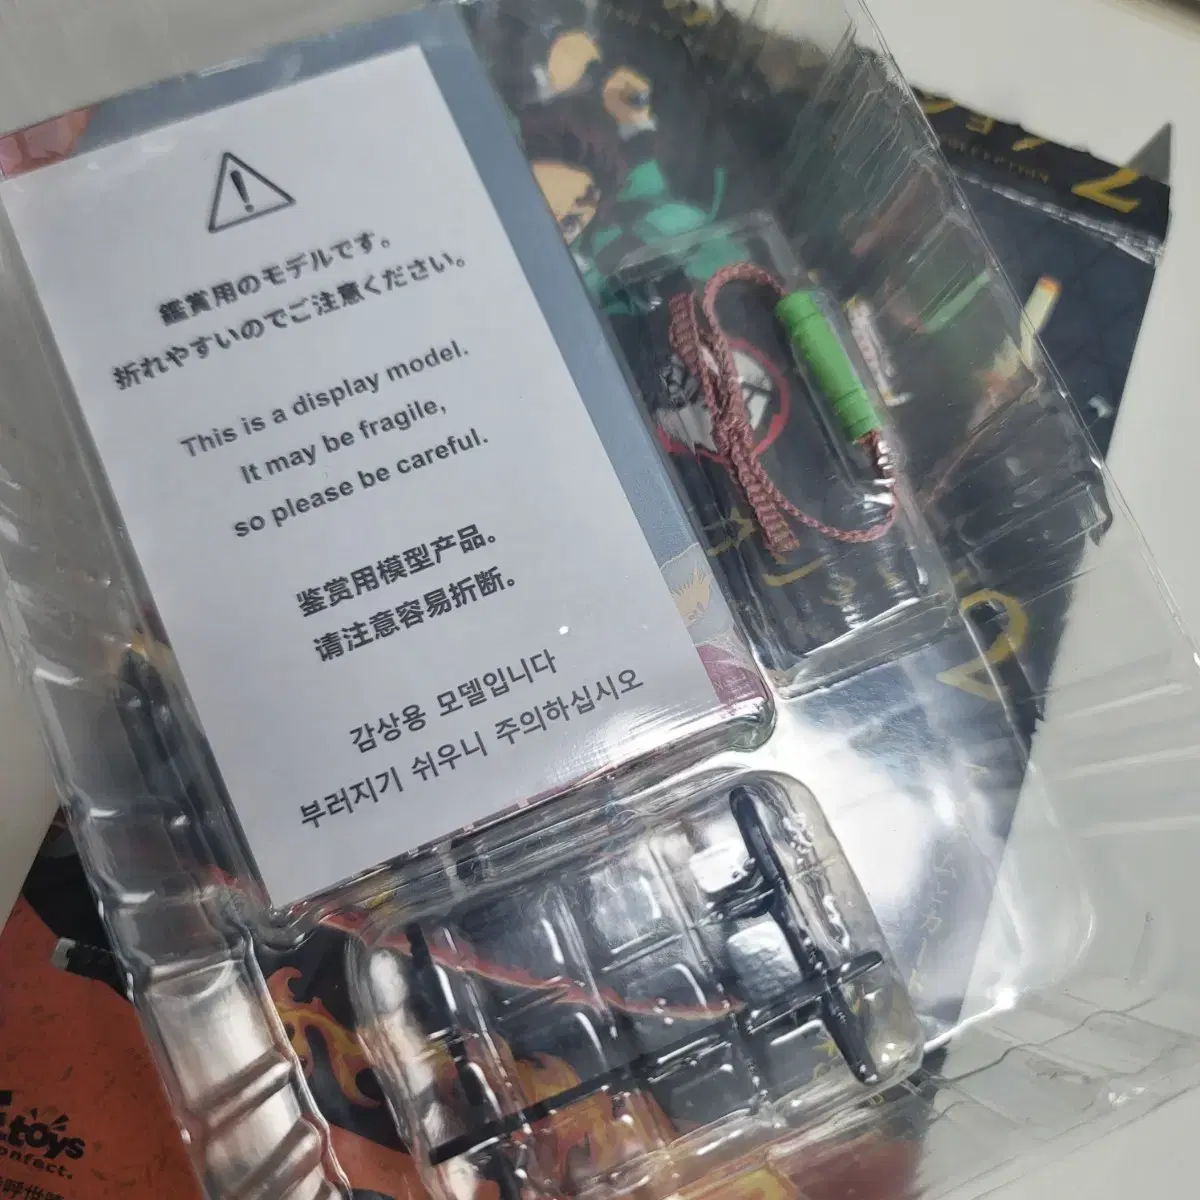 鑑賞用のモデルです。
折れやすいのでご注意ください。
This is a display model.
It may be fragile,
so please be careful.
鉴赏用模型产品。
请注意容易折断。
감상용 모델입니다
부러지기 쉬우니 주의하십시오
toys